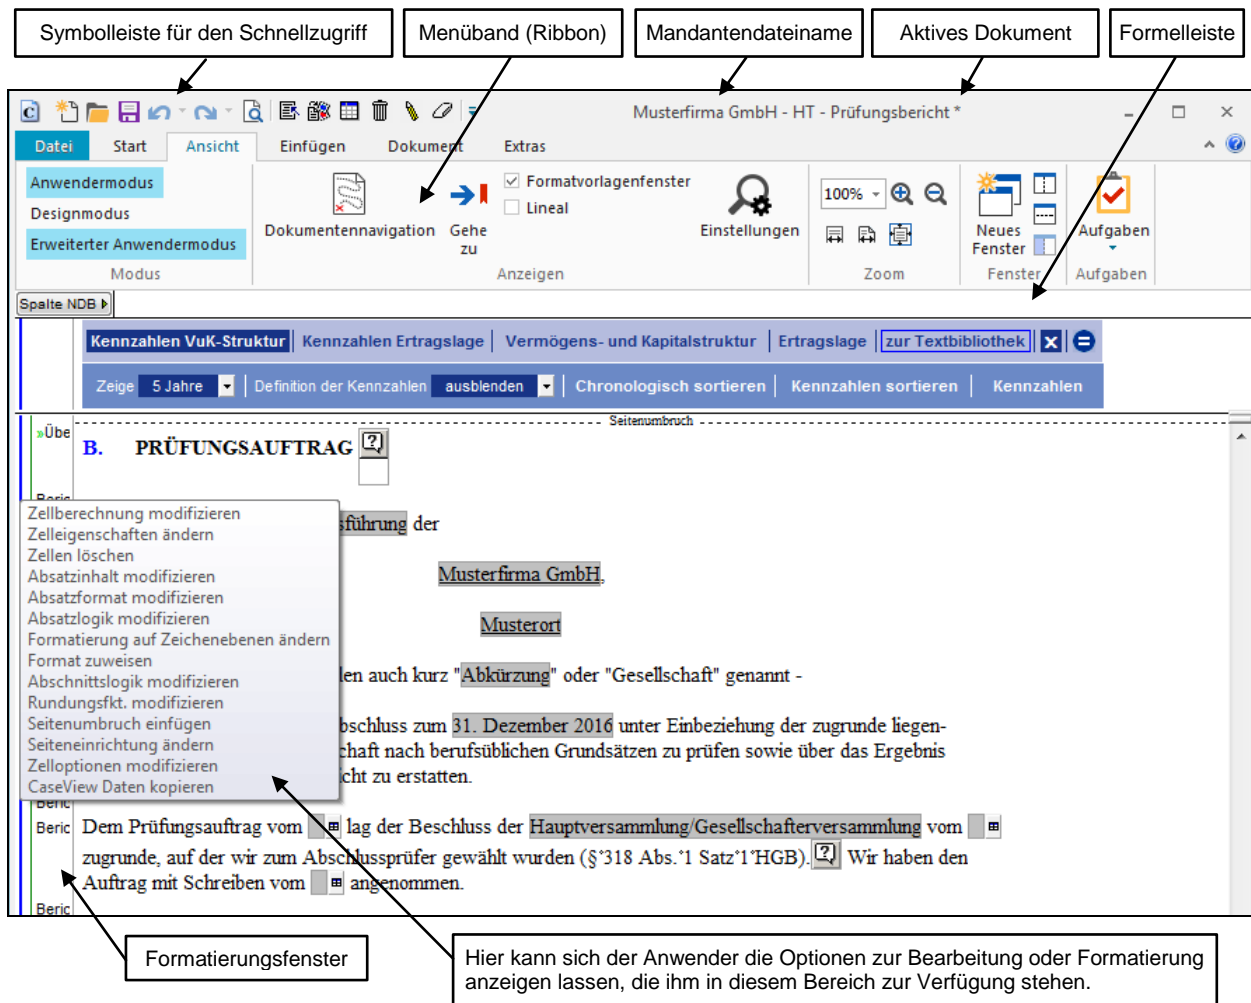 Symbolleiste für den Schnellzugriff
Menüband (Ribbon)
Mandantendateiname
Aktives Dokument
Formelleiste
Musterfirma GmbH - HT - Prüfungsbericht *
Datei Start Ansicht Einfügen Dokument Extras
Anwendermodus
Designmodus
Erweiterter Anwendermodus
Modus
Dokumentennavigation
Gehe
zu
Formatvorlagenfenster
Lineal
Einstellungen
Anzeigen
100%
Zoom
Neues
Fenster
Fenster
Aufgaben
Aufgaben
Spalte NDB
Kennzahlen VuK-Struktur Kennzahlen Ertragslage Vermögens- und Kapitalstruktur Ertragslage zur Textbibliothek
Zeige 5 Jahre Definition der Kennzahlen ausblenden Chronologisch sortieren Kennzahlen sortieren Kennzahlen
Seitenumbruch
»Übe
B. PRÜFUNGSAUFTRAG
Beric
Zellberechnung modifizieren
Zelleigenschaften ändern
Zellen löschen
Absatzinhalt modifizieren
Absatzformat modifizieren
Absatzlogik modifizieren
Formatierung auf Zeichenebenen ändern
Format zuweisen
Abschnittslogik modifizieren
Rundungsfkt. modifizieren
Seitenumbruch einfügen
Seiteneinrichtung ändern
Zelloptionen modifizieren
CaseView Daten kopieren
sführung der
Musterfirma GmbH,
Musterort
len auch kurz "Abkürzung" oder "Gesellschaft" genannt -
bschluss zum 31. Dezember 2016 unter Einbeziehung der zugrunde liegen-
chaft nach berufsüblichen Grundsätzen zu prüfen sowie über das Ergebnis
icht zu erstatten.
Beric
Beric Dem Prüfungsauftrag vom lag der Beschluss der Hauptversammlung/Gesellschafterversammlung vom
zugrunde, auf der wir zum Abschlussprüfer gewählt wurden (§°318 Abs.°1 Satz°1°HGB). Wir haben den
Auftrag mit Schreiben vom angenommen.
Beric
Formatierungsfenster
Hier kann sich der Anwender die Optionen zur Bearbeitung oder Formatierung
anzeigen lassen, die ihm in diesem Bereich zur Verfügung stehen.